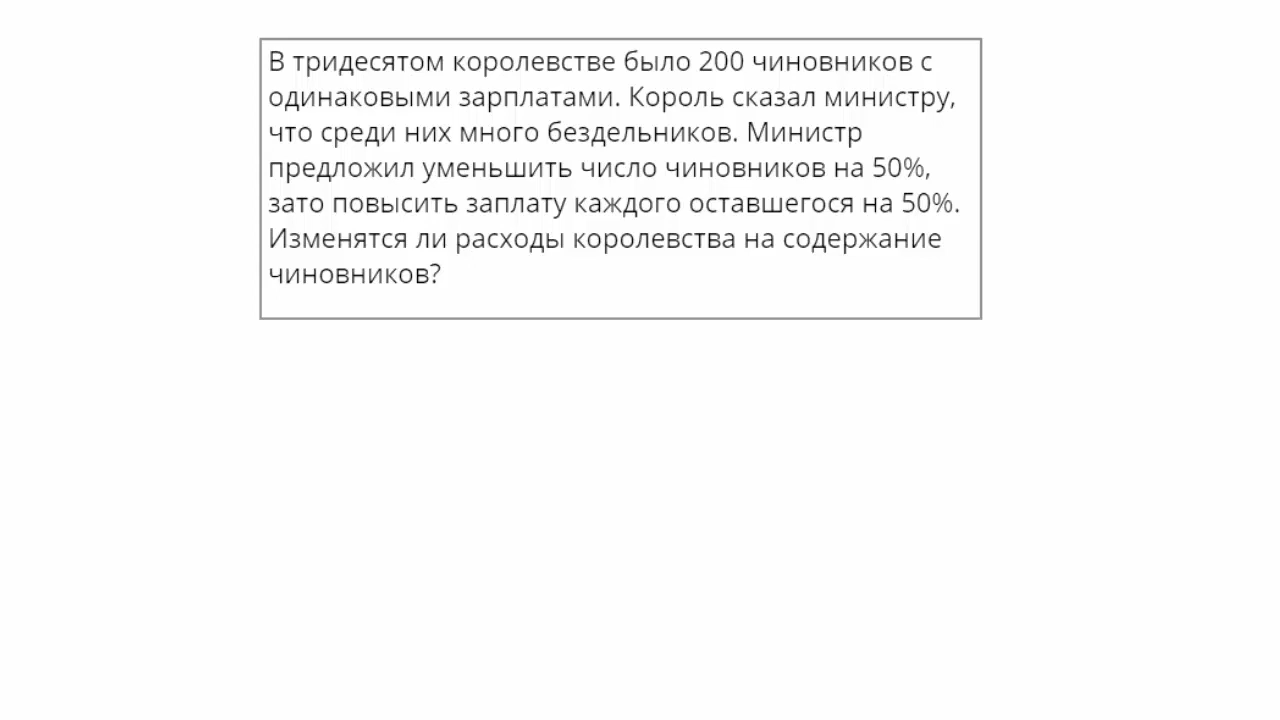 В тридесятом королевстве было 200 чиновников с
одинаковыми зарплатами. Король сказал министру,
что среди них много бездельников. Министр
предложил уменьшить число чиновников на 50%,
зато повысить заплату каждого оставшегося на 50%.
Изменятся ли расходы королевства на содержание
чиновников?